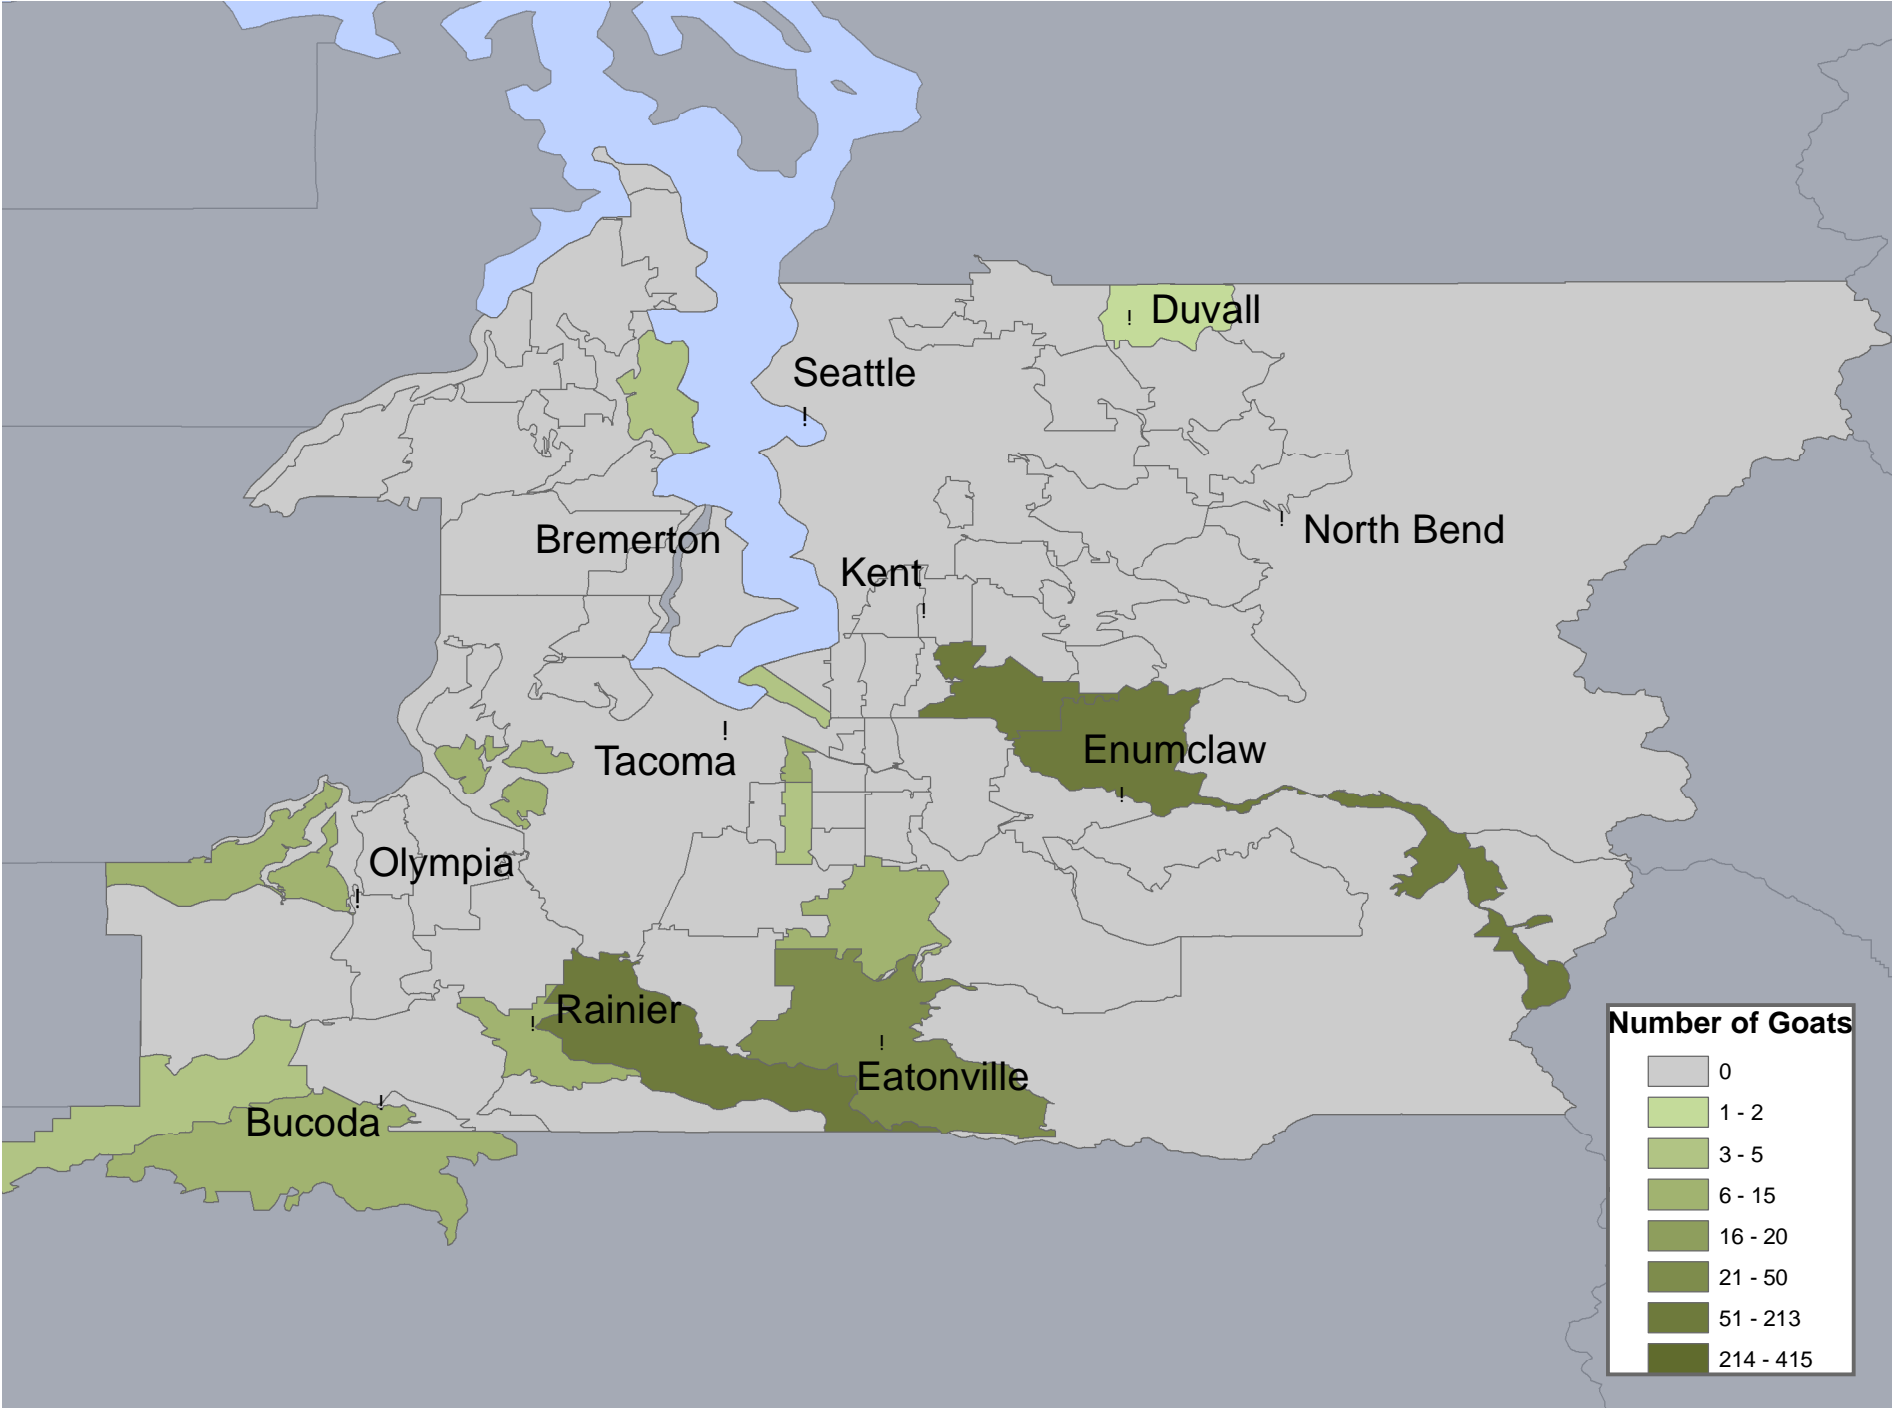 ! Duvall
Seattle
!
! North Bend
Bremerton
Kent
!
!
Tacoma
Enumclaw
!
Olympia
!
Rainier
!
!
Eatonville
!
Bucoda
Number of Goats
0
1 - 2
3 - 5
6 - 15
16 - 20
21 - 50
51 - 213
214 - 415